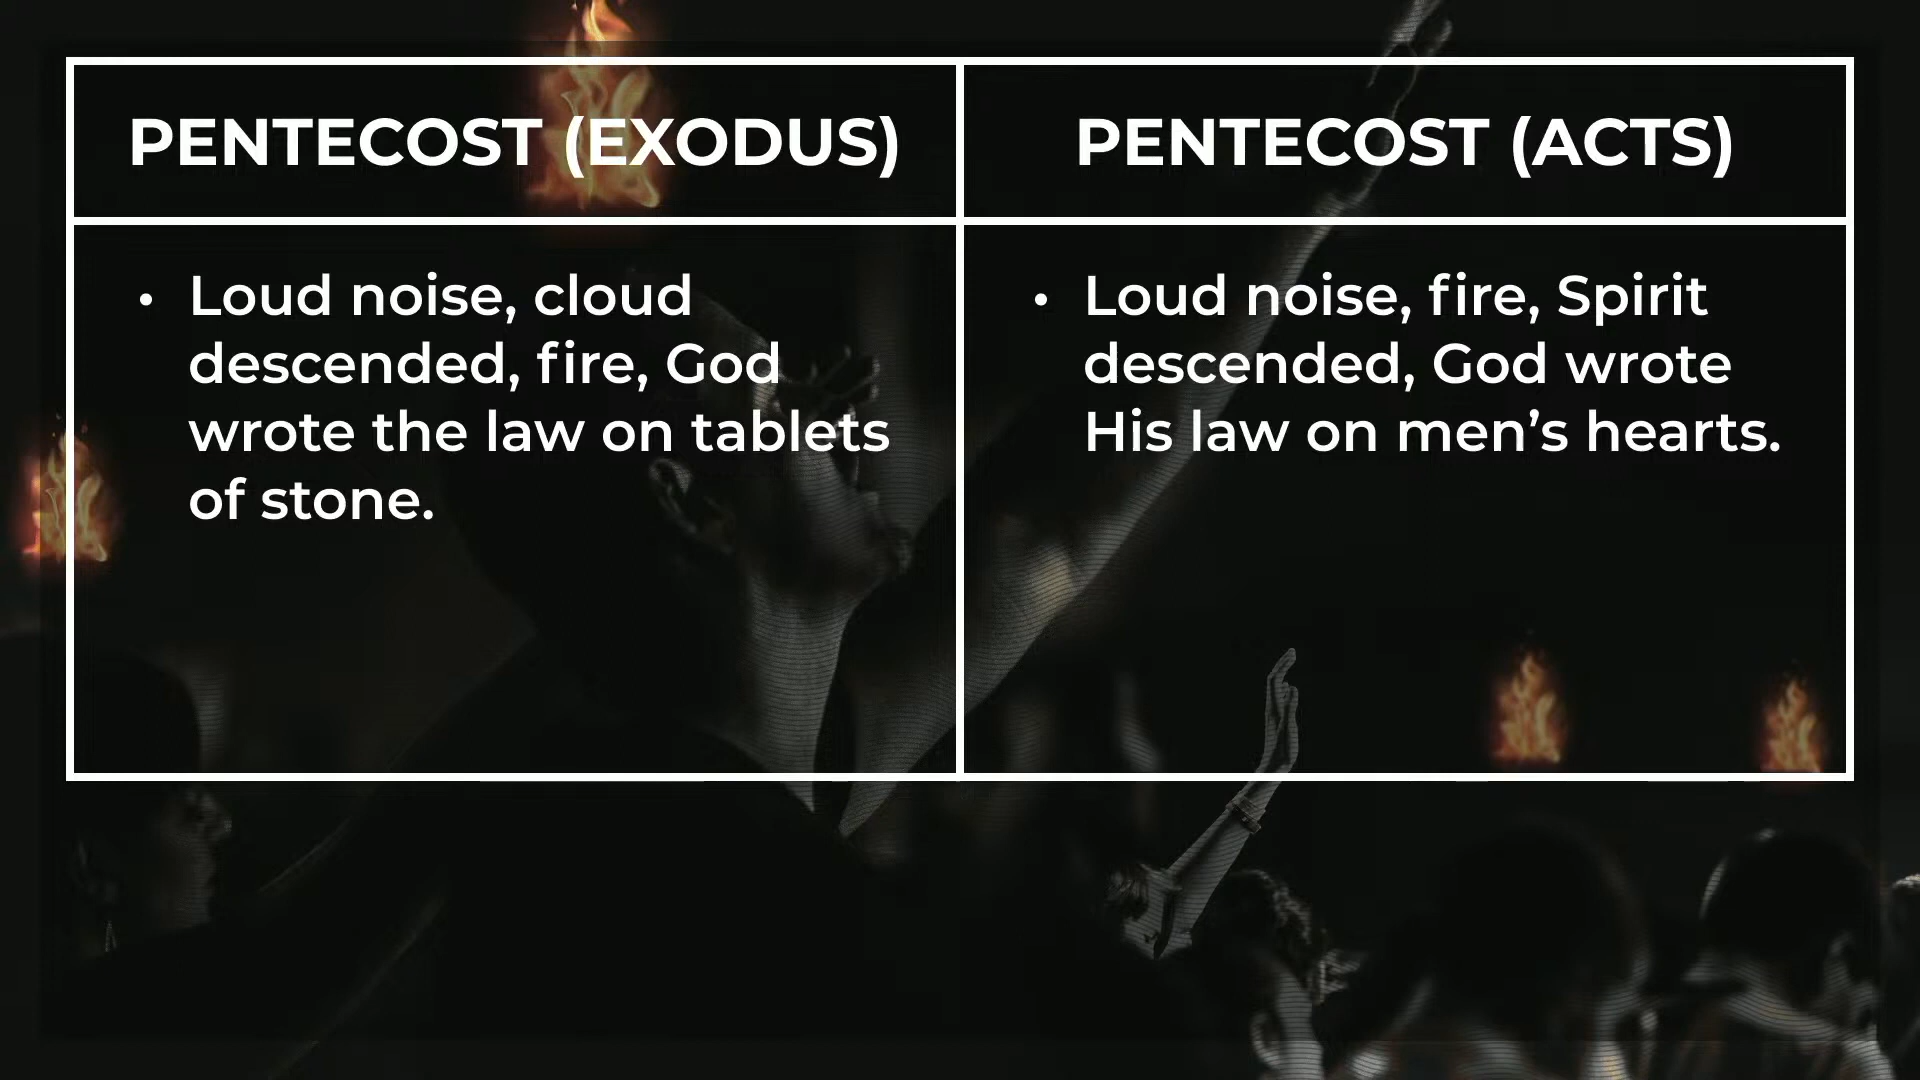 PENTECOST (EXODUS)
PENTECOST (ACTS)
• Loud noise, cloud
descended, fire, God
wrote the law on tablets
of stone.
• Loud noise, fire, Spirit
descended, God wrote
His law on men’s hearts.